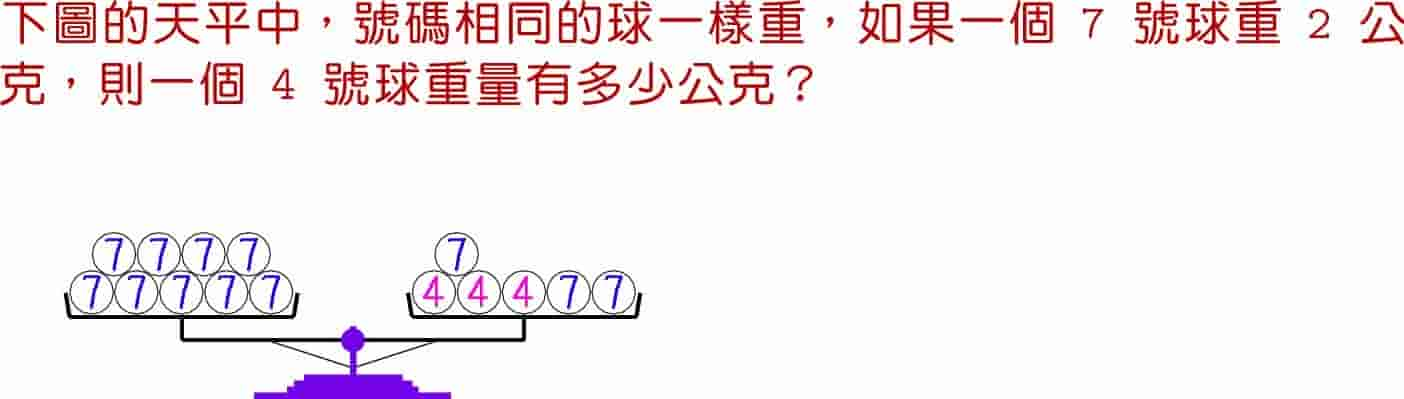 下圖的天平中，號碼相同的球一樣重，如果一個 7 號球重 2 公
克，則一個 4 號球重量有多少公克？
7 7 7 7 7
7 7 7 7 7 4 4 4 7 7